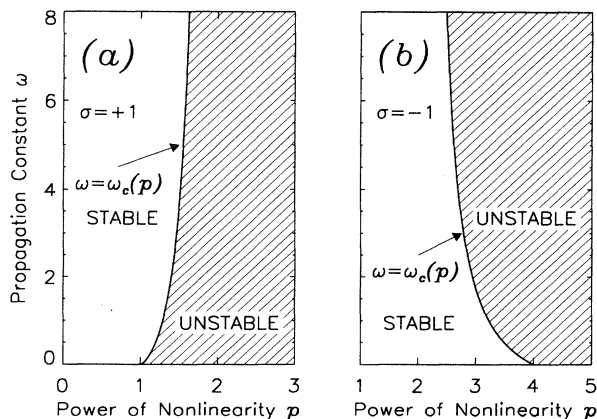 Propagation Constant ω
8
6
4
2
0
(a)
σ=+1
ω=ω_c(p)
STABLE
UNSTABLE
0 1 2 3
Power of Nonlinearity p
(b)
σ=−1
UNSTABLE
ω=ω_c(p)
STABLE
1 2 3 4 5
Power of Nonlinearity p